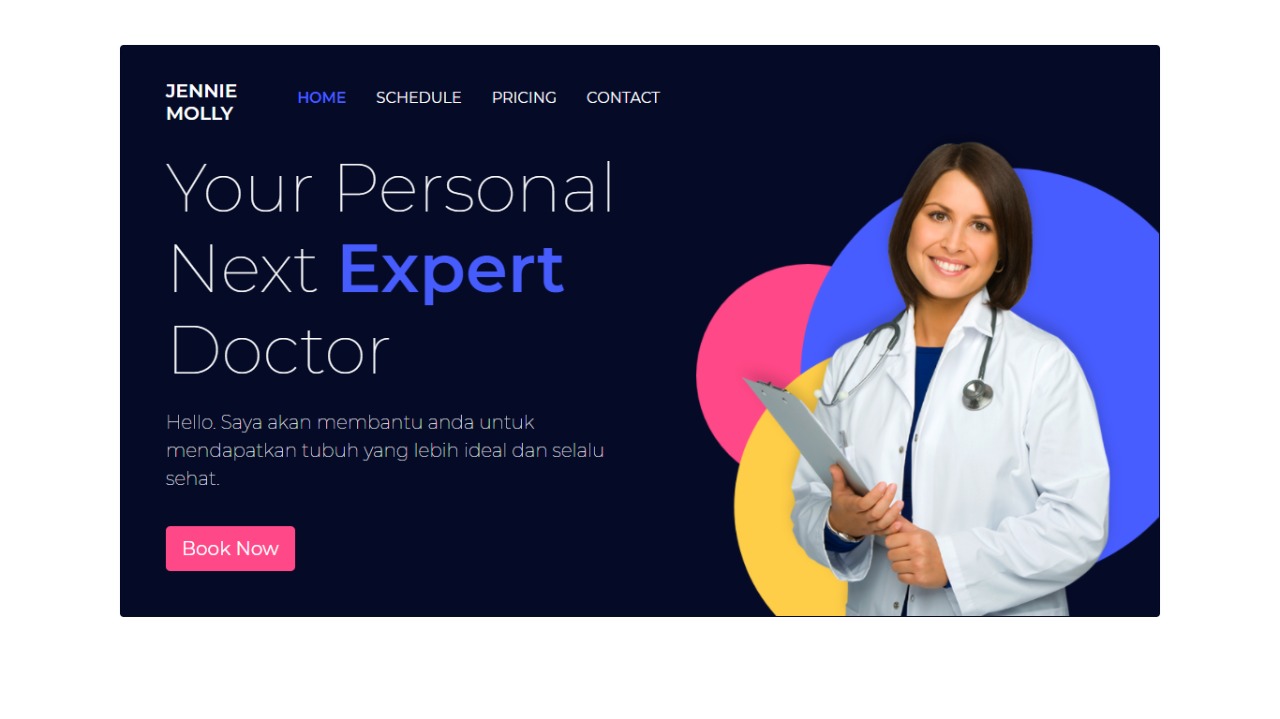 JENNIE
MOLLY
HOME SCHEDULE PRICING CONTACT
Your Personal
Next Expert
Doctor
Hello. Saya akan membantu anda untuk
mendapatkan tubuh yang lebih ideal dan selalu
sehat.
Book Now